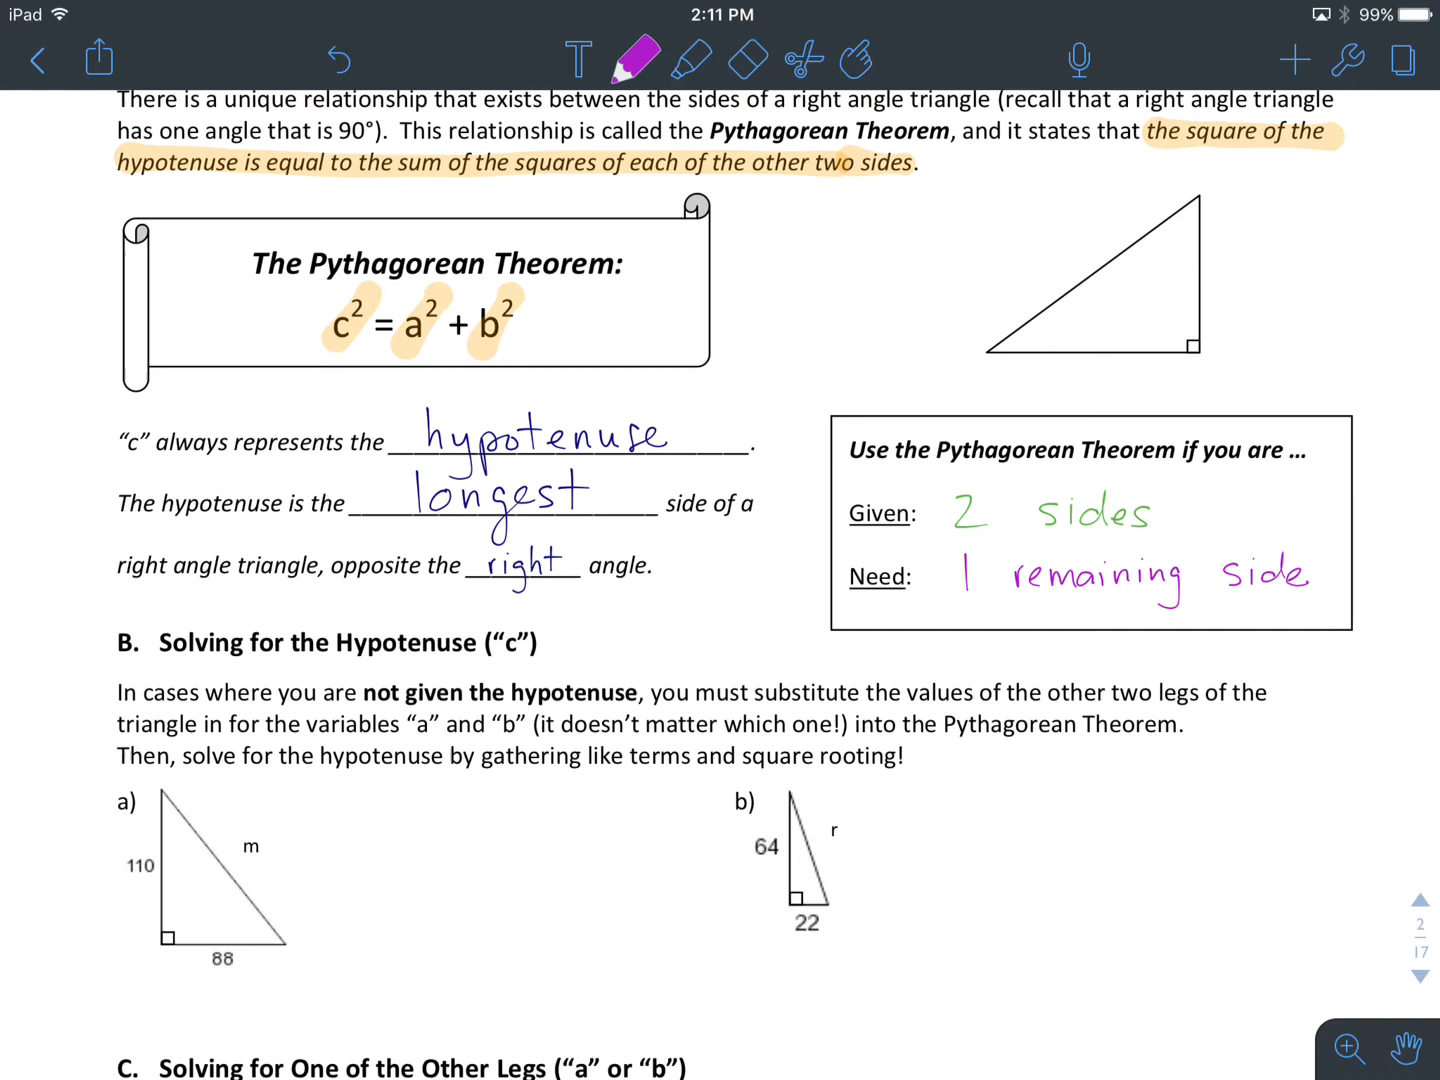 iPad
2:11 PM
99%
There is a unique relationship that exists between the sides of a right angle triangle (recall that a right angle triangle
has one angle that is 90°). This relationship is called the Pythagorean Theorem, and it states that the square of the
hypotenuse is equal to the sum of the squares of each of the other two sides.
The Pythagorean Theorem:
c² = a² + b²
“c” always represents the hypotenuse.
The hypotenuse is the longest side of a
right angle triangle, opposite the right angle.
Use the Pythagorean Theorem if you are ...
Given: 2 sides
Need: 1 remaining side
B. Solving for the Hypotenuse (“c”)
In cases where you are not given the hypotenuse, you must substitute the values of the other two legs of the
triangle in for the variables “a” and “b” (it doesn’t matter which one!) into the Pythagorean Theorem.
Then, solve for the hypotenuse by gathering like terms and square rooting!
a)
110
m
88
b)
64
r
22
2
17
C. Solving for One of the Other Legs (“a” or “b”)